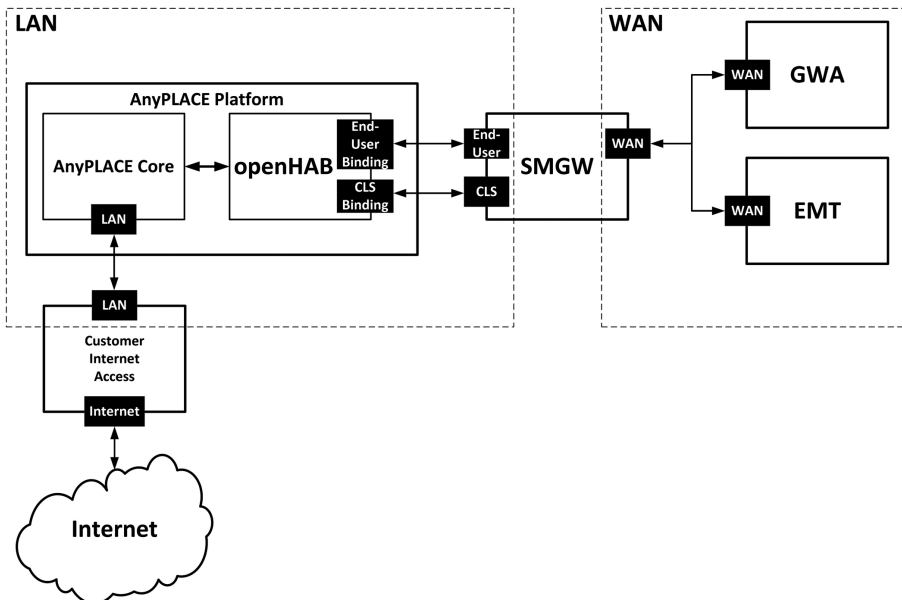 LAN
WAN
AnyPLACE Platform
AnyPLACE Core
openHAB
End-
User
Binding
CLS
Binding
LAN
End-
User
CLS
SMGW
WAN
WAN
GWA
WAN
EMT
LAN
Customer
Internet
Access
Internet
Internet